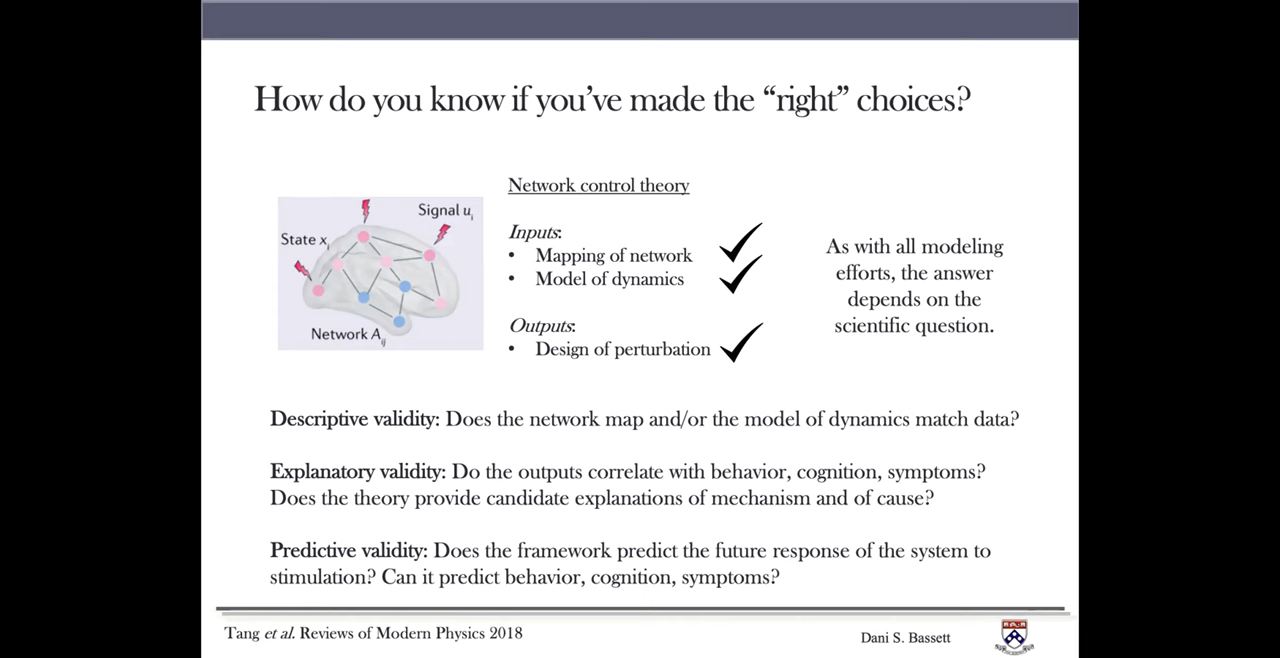 How do you know if you've made the “right” choices?
Signal u_i
State x_i
Network A_ij
Network control theory
Inputs:
• Mapping of network
• Model of dynamics
Outputs:
• Design of perturbation
As with all modeling
efforts, the answer
depends on the
scientific question.
Descriptive validity: Does the network map and/or the model of dynamics match data?
Explanatory validity: Do the outputs correlate with behavior, cognition, symptoms?
Does the theory provide candidate explanations of mechanism and of cause?
Predictive validity: Does the framework predict the future response of the system to
stimulation? Can it predict behavior, cognition, symptoms?
Tang et al. Reviews of Modern Physics 2018
Dani S. Bassett